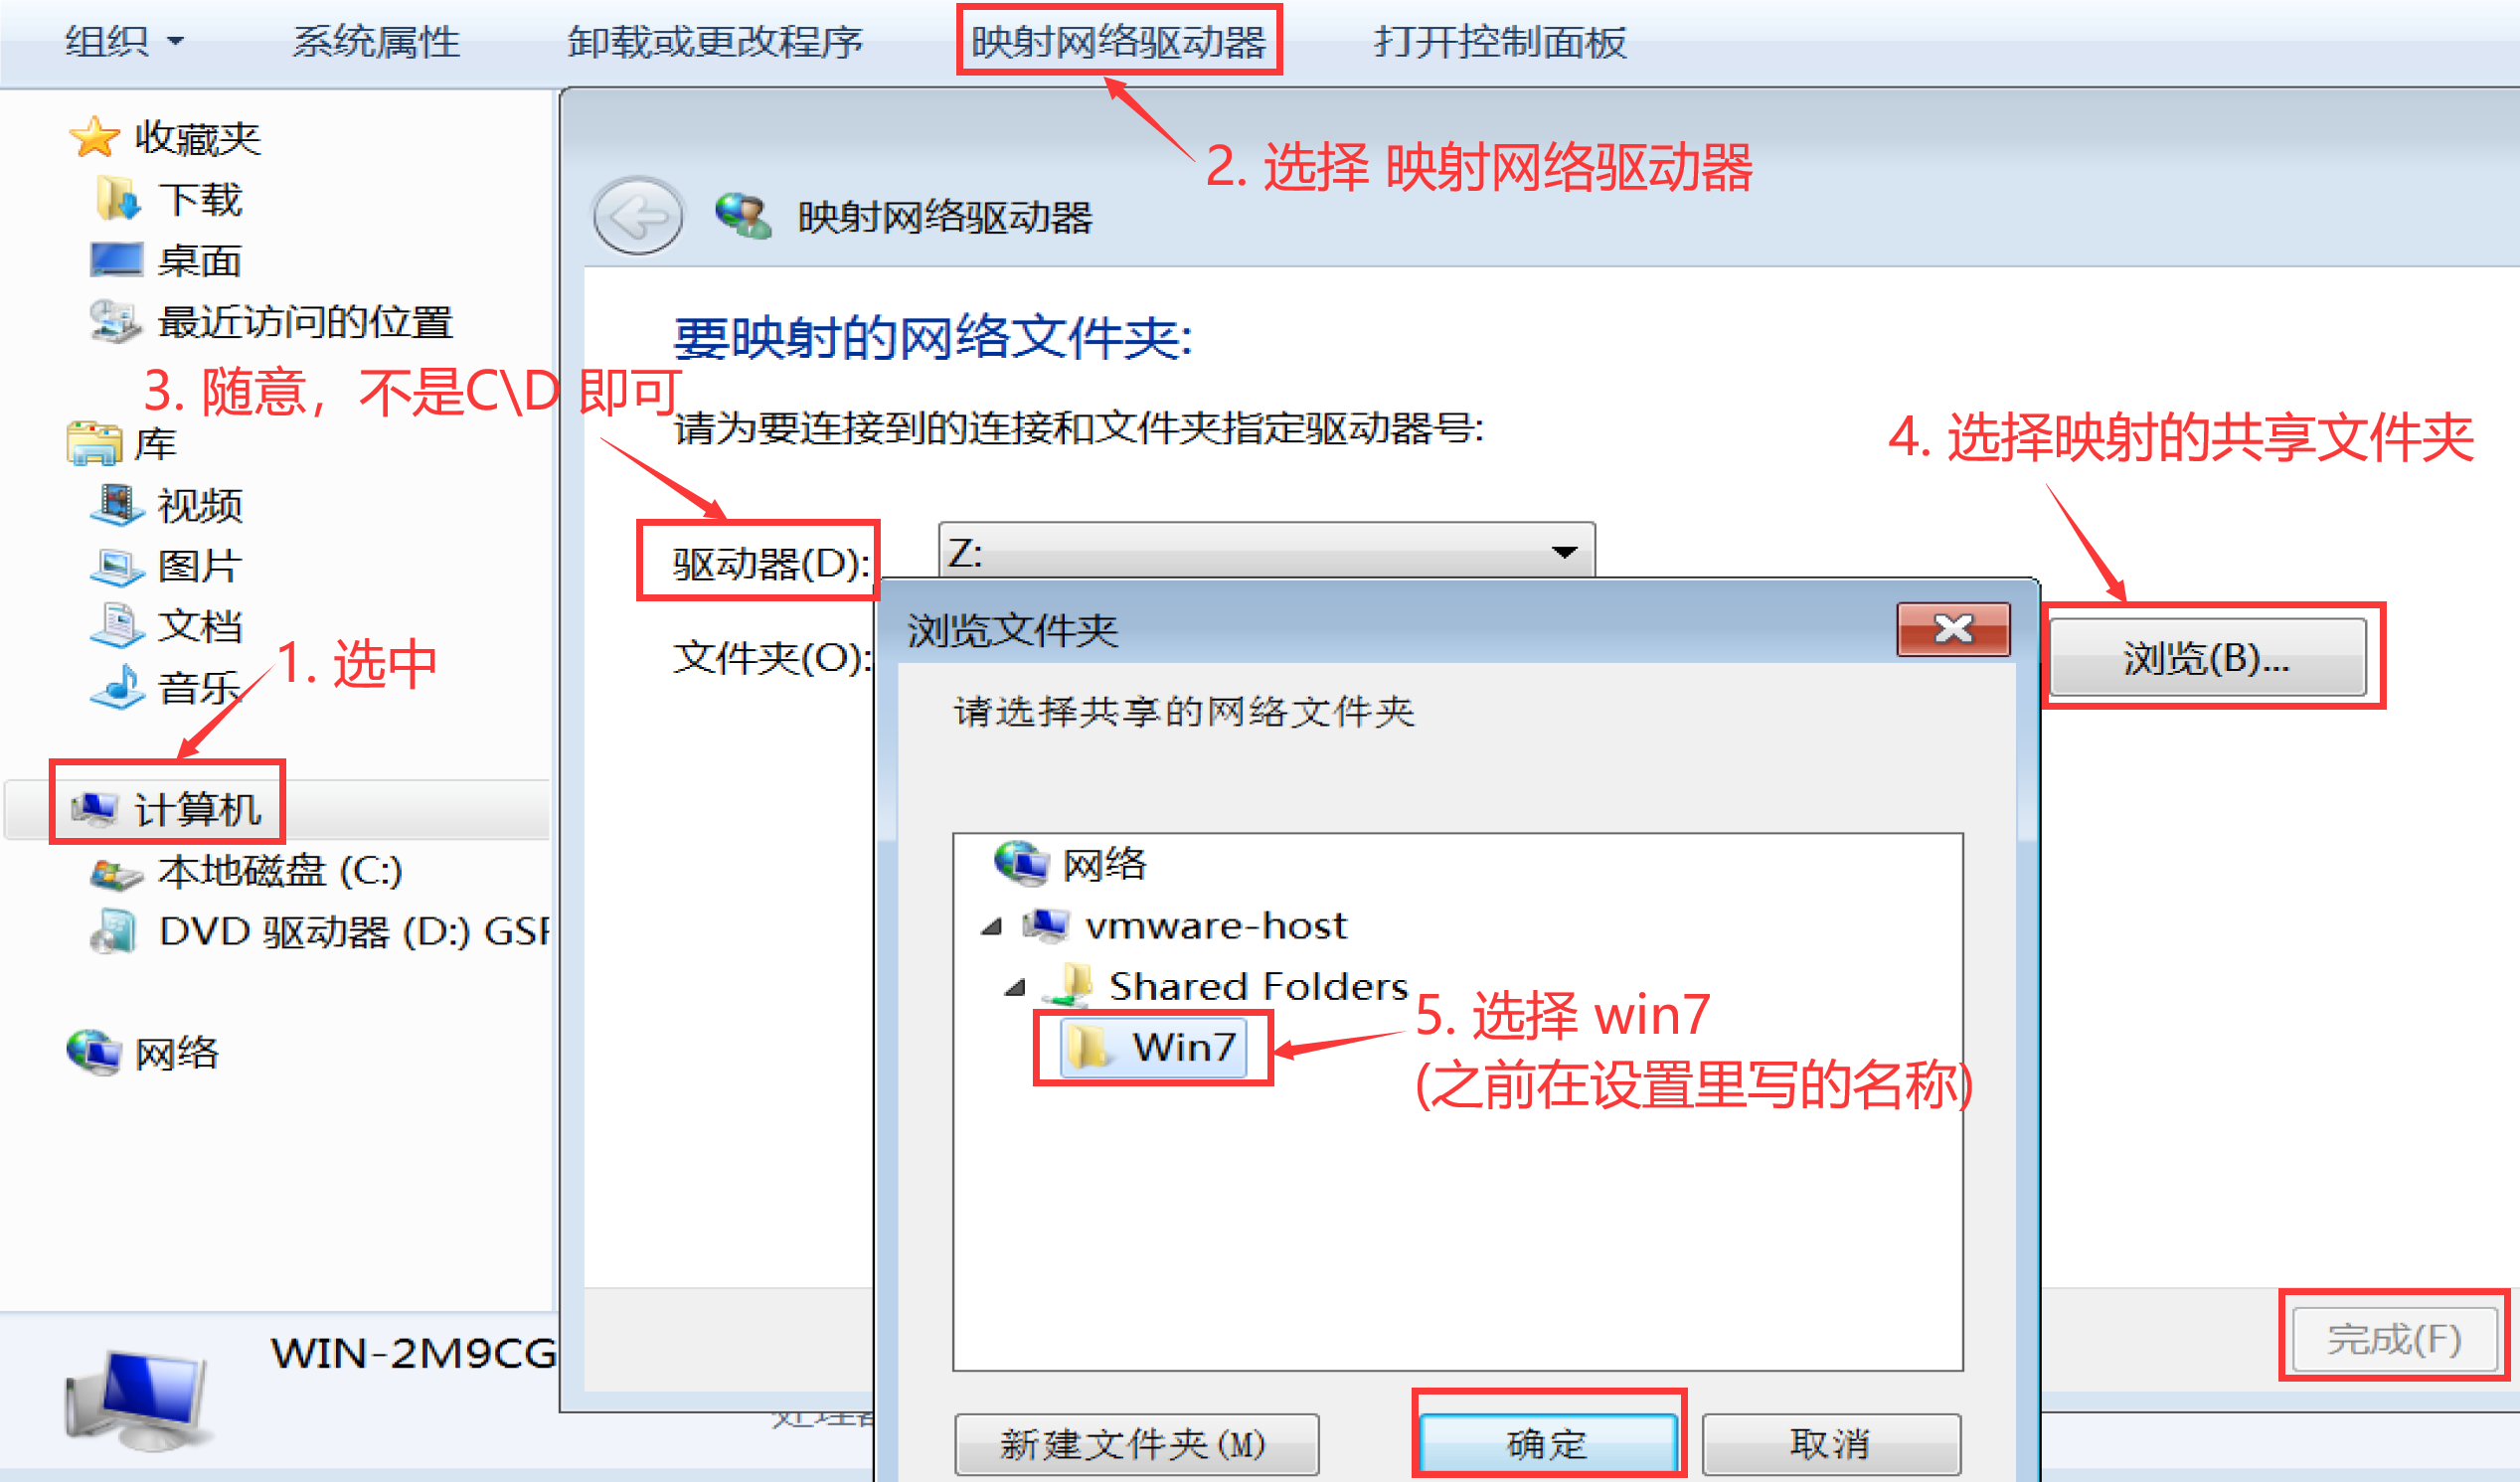 组织 系统属性 卸载或更改程序 映射网络驱动器 打开控制面板
2. 选择 映射网络驱动器
收藏夹
下载
桌面
最近访问的位置
3. 随意，不是C\D 即可
库
视频
图片
文档
音乐
1. 选中
计算机
本地磁盘 (C:)
DVD 驱动器 (D:) GSP
网络
WIN-2M9CG
映射网络驱动器
要映射的网络文件夹:
请为要连接到的连接和文件夹指定驱动器号:
驱动器(D): Z:
文件夹(O):
4. 选择映射的共享文件夹
浏览(B)...
浏览文件夹
请选择共享的网络文件夹
网络
vmware-host
Shared Folders
Win7
5. 选择 win7
(之前在设置里写的名称)
新建文件夹(M) 确定 取消
完成(F)